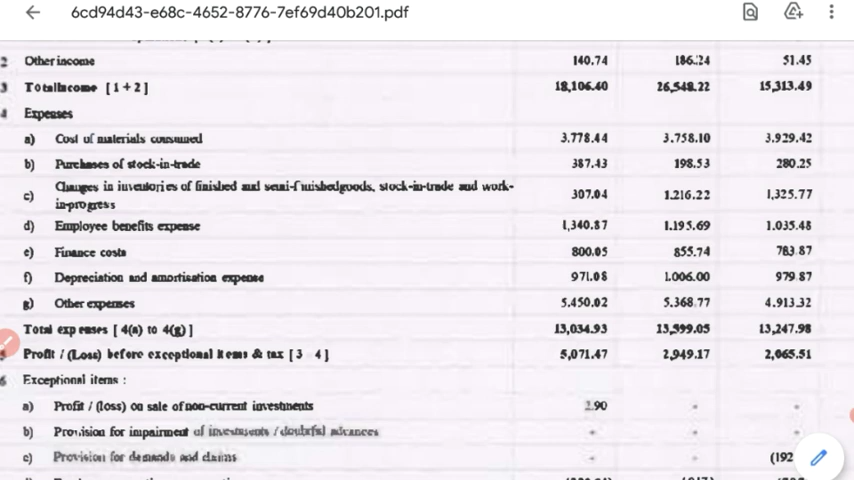 6cd94d43-e68c-4652-8776-7ef69d40b201.pdf
2 Other income 140.74 186.24 51.45
3 Total Income [ 1 + 2 ] 18,106.40 26,548.22 15,313.49
4 Expenses
a) Cost of materials consumed 3.778.44 3.758.10 3.929.42
b) Purchases of stock-in-trade 387.43 198.53 280.25
c) Changes in inventories of finished and semi-finished goods, stock-in-trade and work-
in-progress 307.04 1.216.22 1,325.77
d) Employee benefits expense 1,340.87 1.195.69 1.035.48
e) Finance costs 800.05 855.74 783.87
f) Depreciation and amortisation expense 971.08 1.006.00 979.87
g) Other expenses 5.450.02 5.368.77 4.913.32
Total expenses [ 4(a) to 4(g) ] 13,034.93 13,599.05 13,247.98
5 Profit / (Loss) before exceptional items & tax [ 3 4 ] 5,071.47 2,949.17 2,065.51
6 Exceptional items :
a) Profit / (loss) on sale of non-current investments 2.90 - -
b) Provision for impairment of investments / doubtful advances - - -
c) Provision for demands and claims - - (192